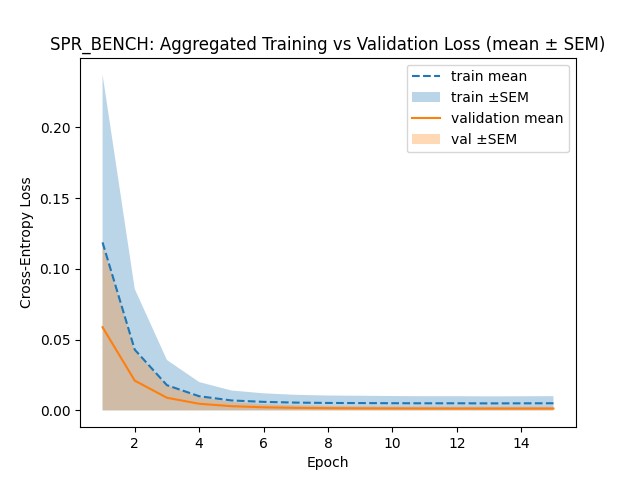 SPR_BENCH: Aggregated Training vs Validation Loss (mean ± SEM)
train mean
train ±SEM
validation mean
val ±SEM
Cross-Entropy Loss
0.20
0.15
0.10
0.05
0.00
2 4 6 8 10 12 14
Epoch